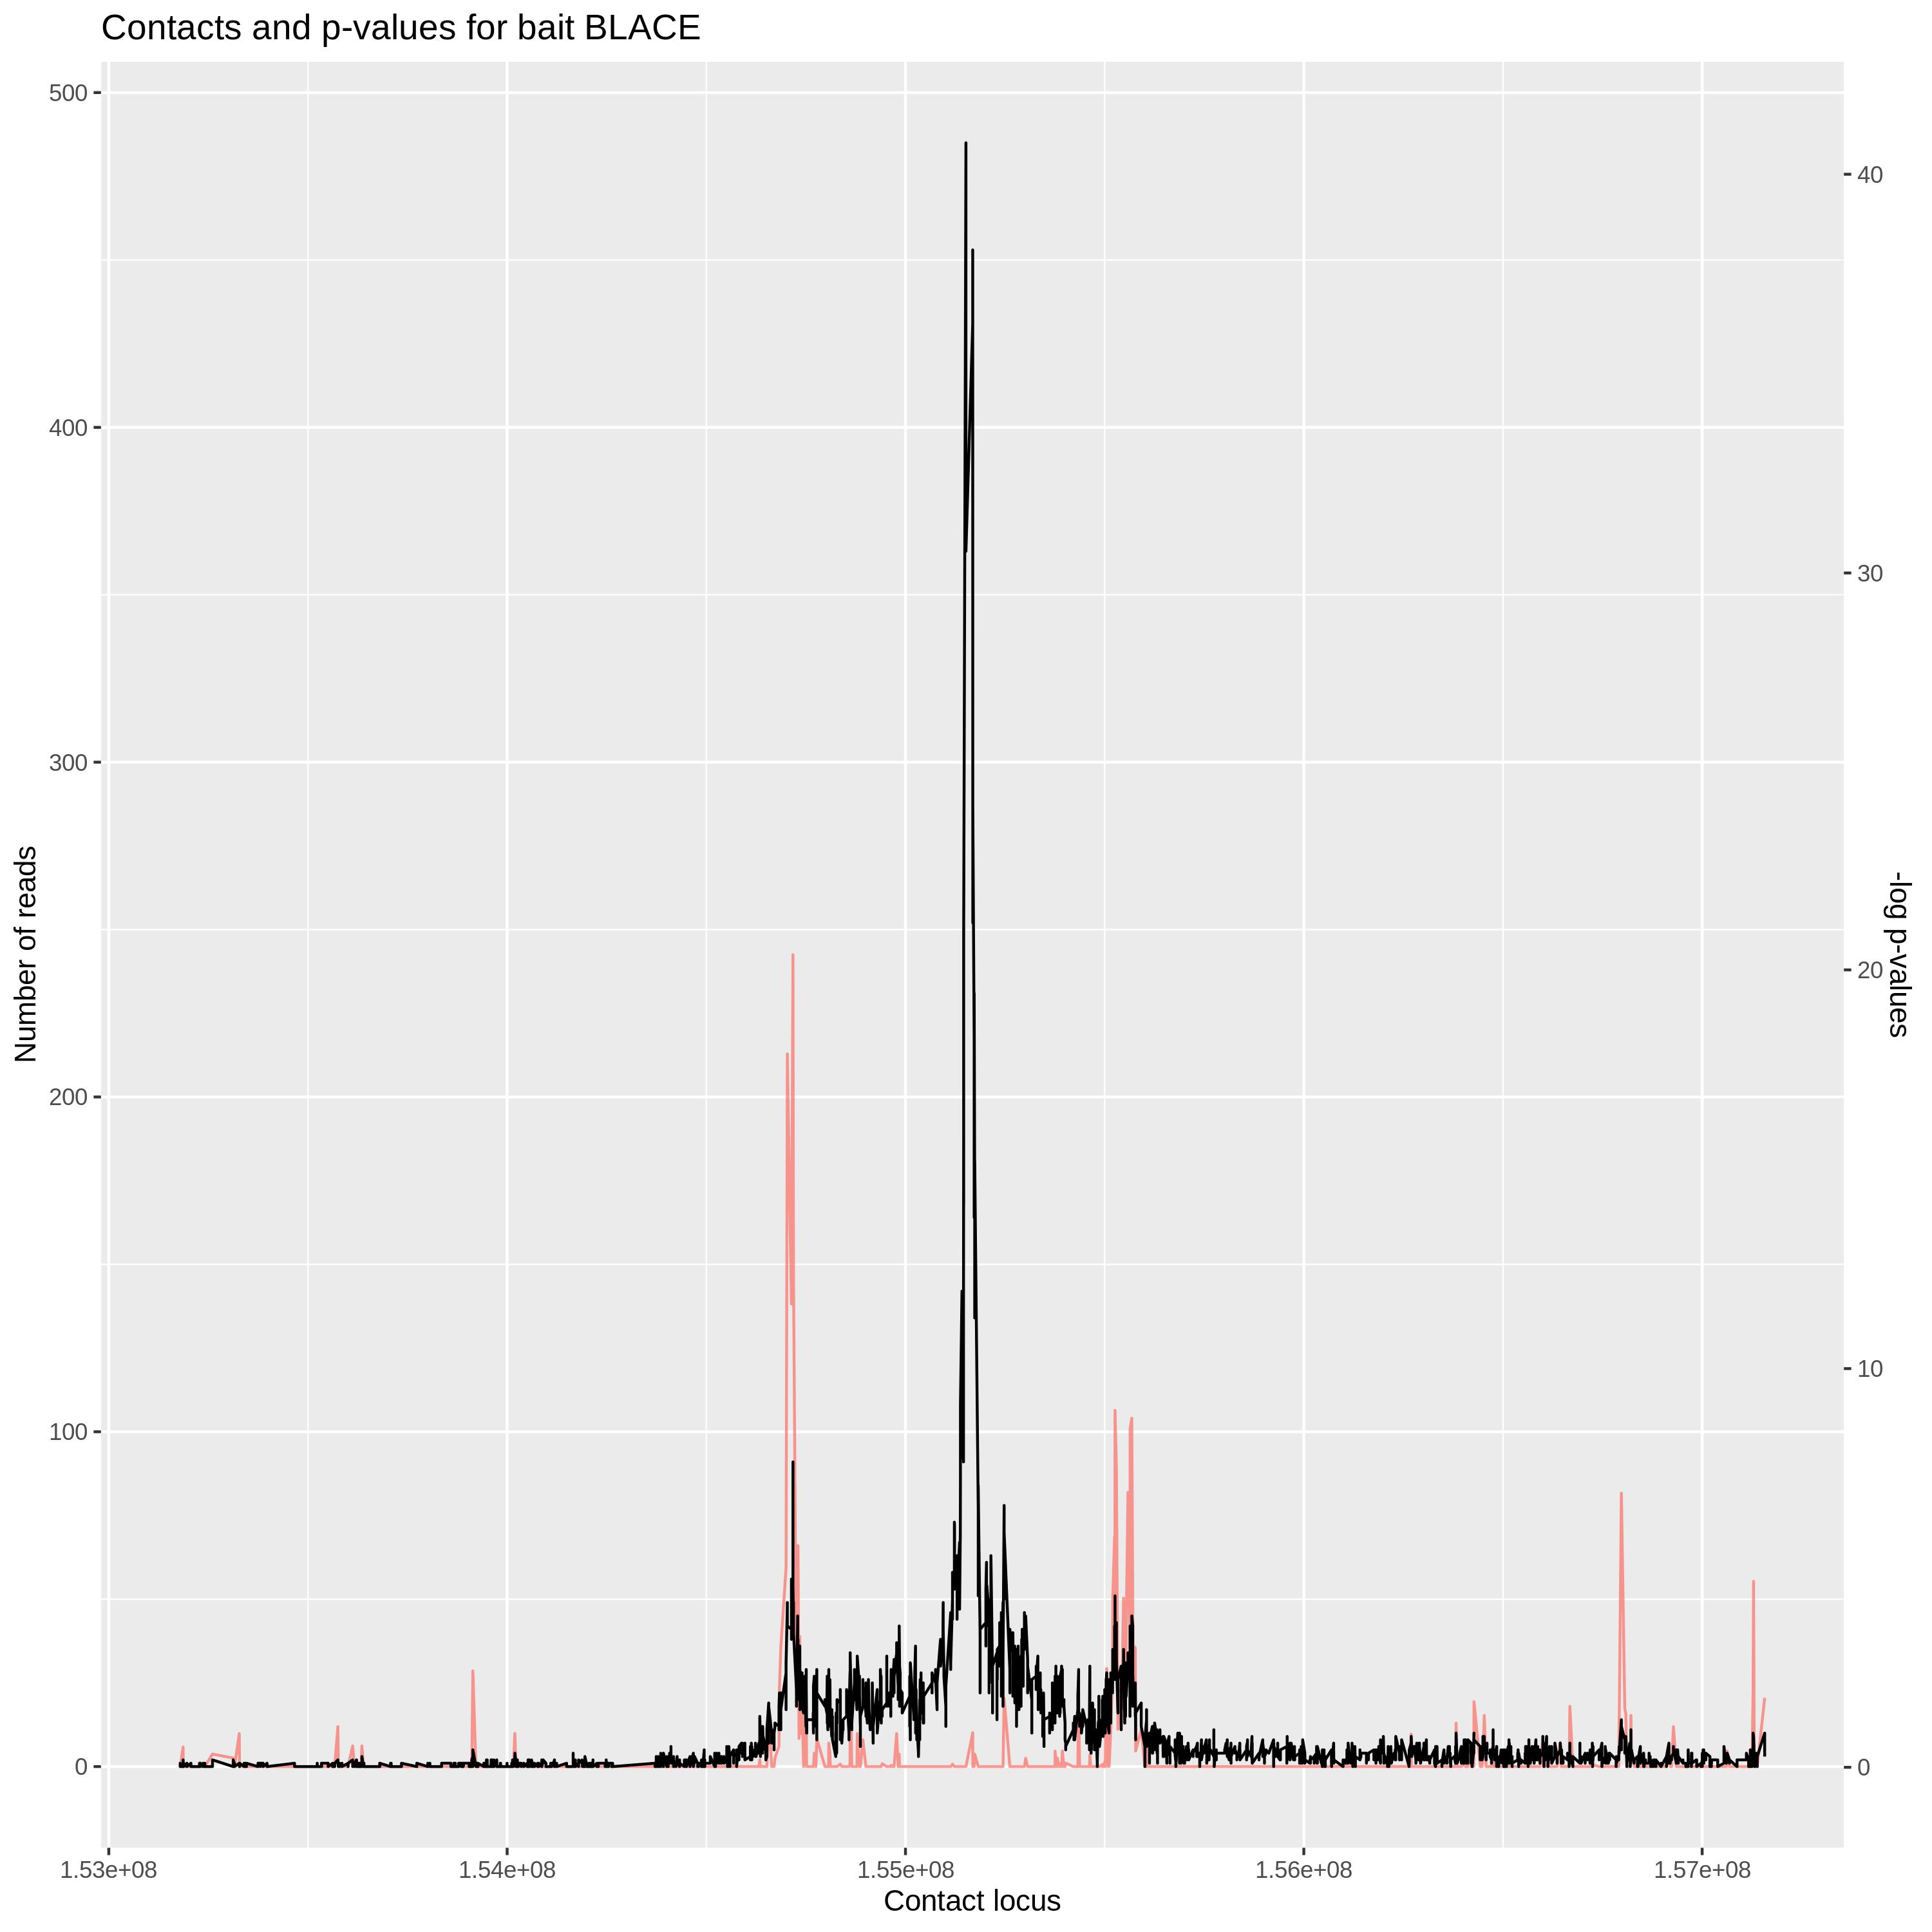 Contacts and p-values for bait BLACE
500
400
300
200
100
0
Number of reads
40
30
20
10
0
-log p-values
1.53e+08 1.54e+08 1.55e+08 1.56e+08 1.57e+08
Contact locus